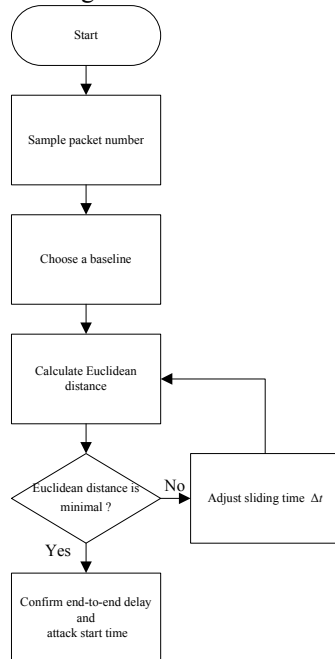 Start
Sample packet number
Choose a baseline
Calculate Euclidean
distance
Euclidean distance is
minimal ?
No
Adjust sliding time Δt
Yes
Confirm end-to-end delay
and
attack start time